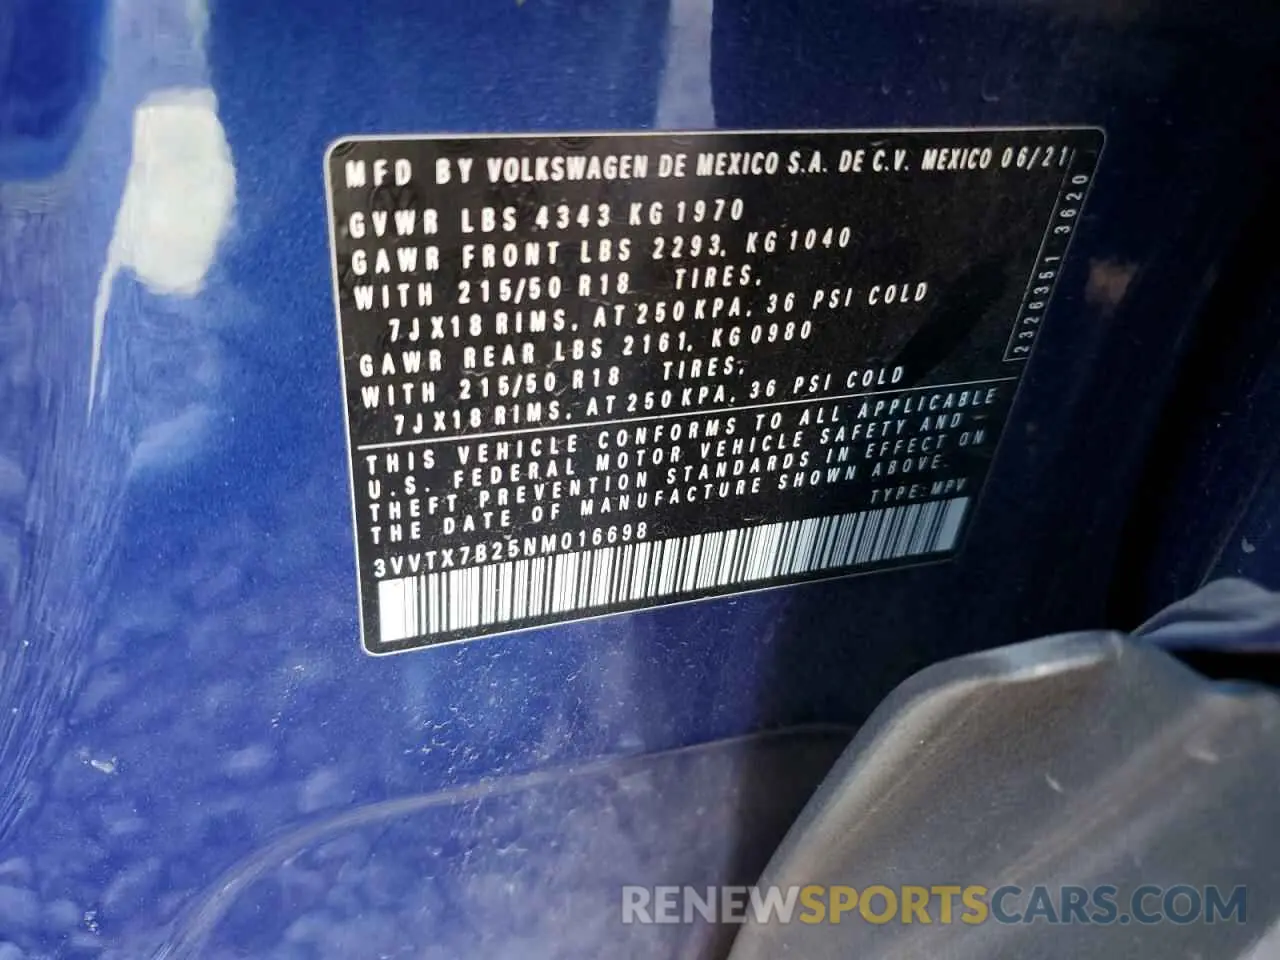 MFD BY VOLKSWAGEN DE MEXICO S.A. DE C.V. MEXICO 06/21
GVWR LBS 4343 KG 1970
GAWR FRONT LBS 2293, KG 1040
WITH 215/50 R18 TIRES.
7JX18 RIMS, AT 250 KPA, 36 PSI COLD
GAWR REAR LBS 2161, KG 0980
WITH 215/50 R18 TIRES.
7JX18 RIMS, AT 250 KPA, 36 PSI COLD
2326351 3620
THIS VEHICLE CONFORMS TO ALL APPLICABLE
U.S. FEDERAL MOTOR VEHICLE SAFETY AND
THEFT PREVENTION STANDARDS IN EFFECT ON
THE DATE OF MANUFACTURE SHOWN ABOVE.
TYPE: MPV
3VVTX7B25NM016698
RENEWSPORTSCARS.COM